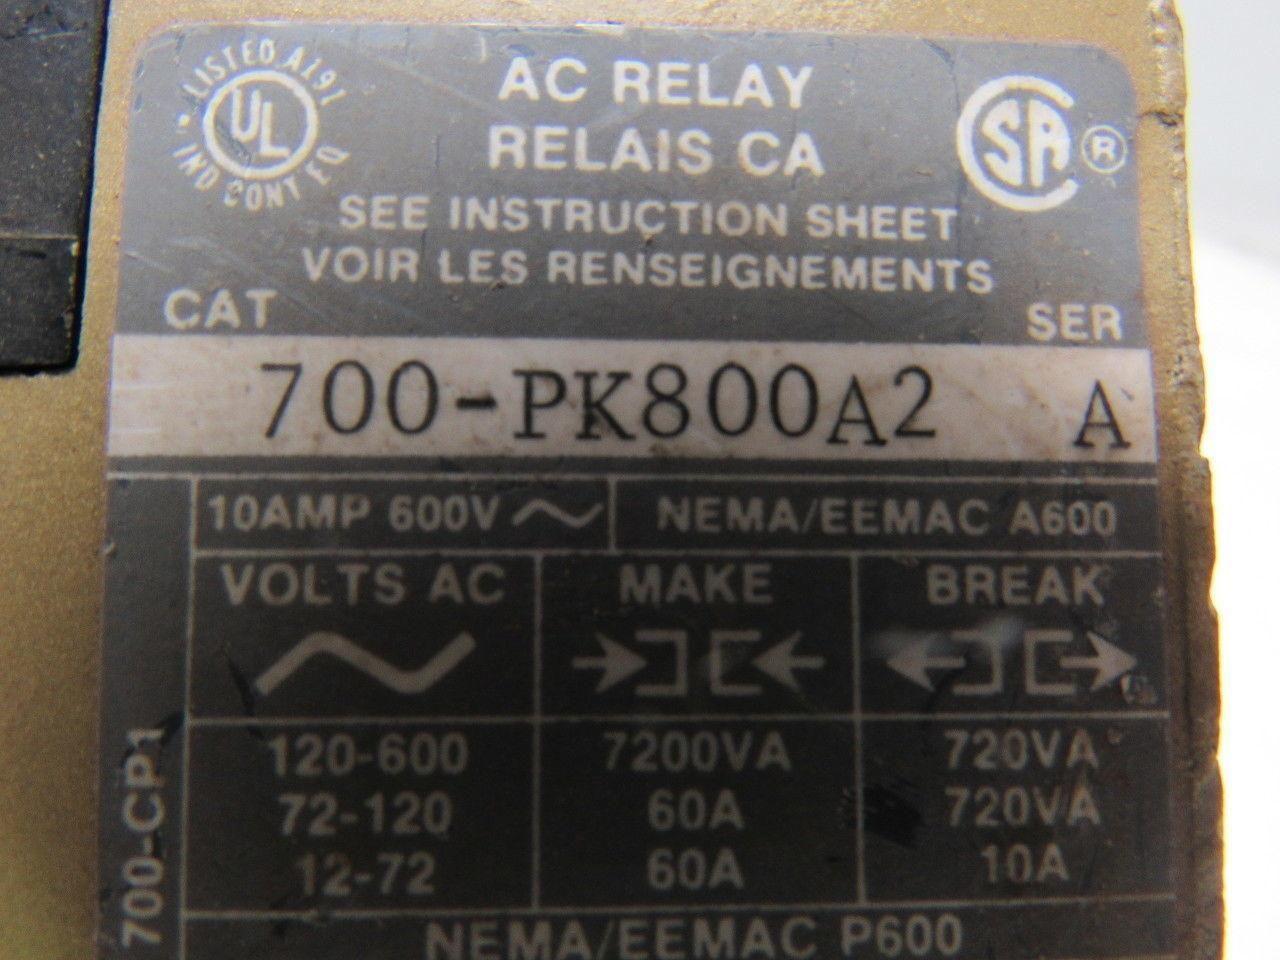 LISTED A791
UL
IND CONT EQ
AC RELAY
RELAIS CA
SA ®
SEE INSTRUCTION SHEET
VOIR LES RENSEIGNEMENTS
CAT SER
700-PK800A2 A
10AMP 600V NEMA/EEMAC A600
VOLTS AC MAKE BREAK
120-600 7200VA 720VA
72-120 60A 720VA
12-72 60A 10A
NEMA/EEMAC P600
700-CP1